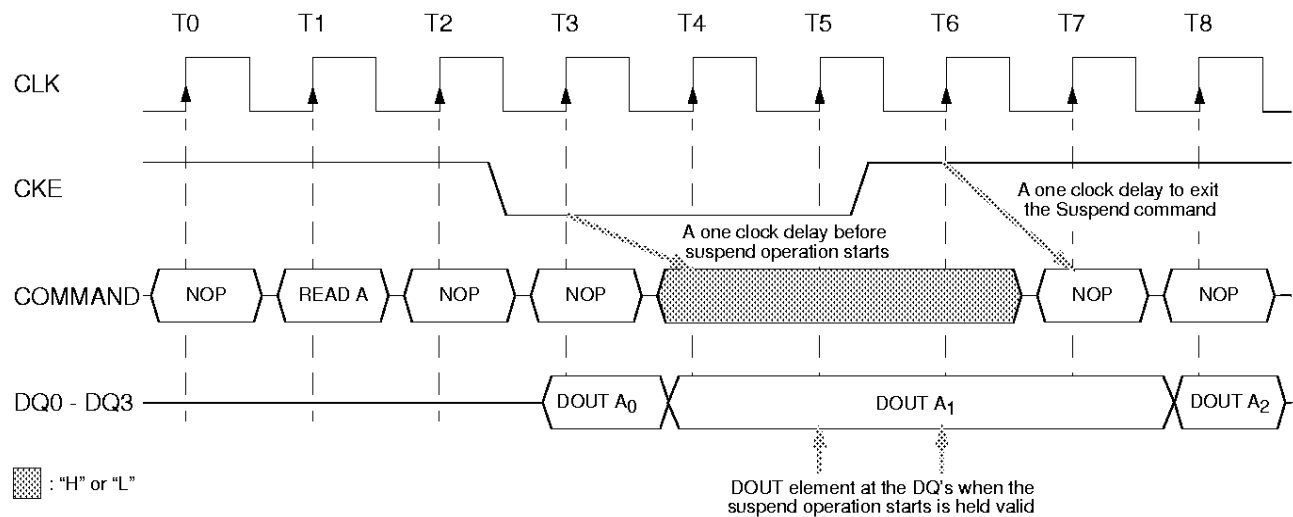 T0 T1 T2 T3 T4 T5 T6 T7 T8
CLK
CKE
A one clock delay to exit
the Suspend command
A one clock delay before
suspend operation starts
COMMAND NOP READ A NOP NOP NOP NOP
DQ0 - DQ3 DOUT A0 DOUT A1 DOUT A2
: “H” or “L”
DOUT element at the DQ's when the
suspend operation starts is held valid